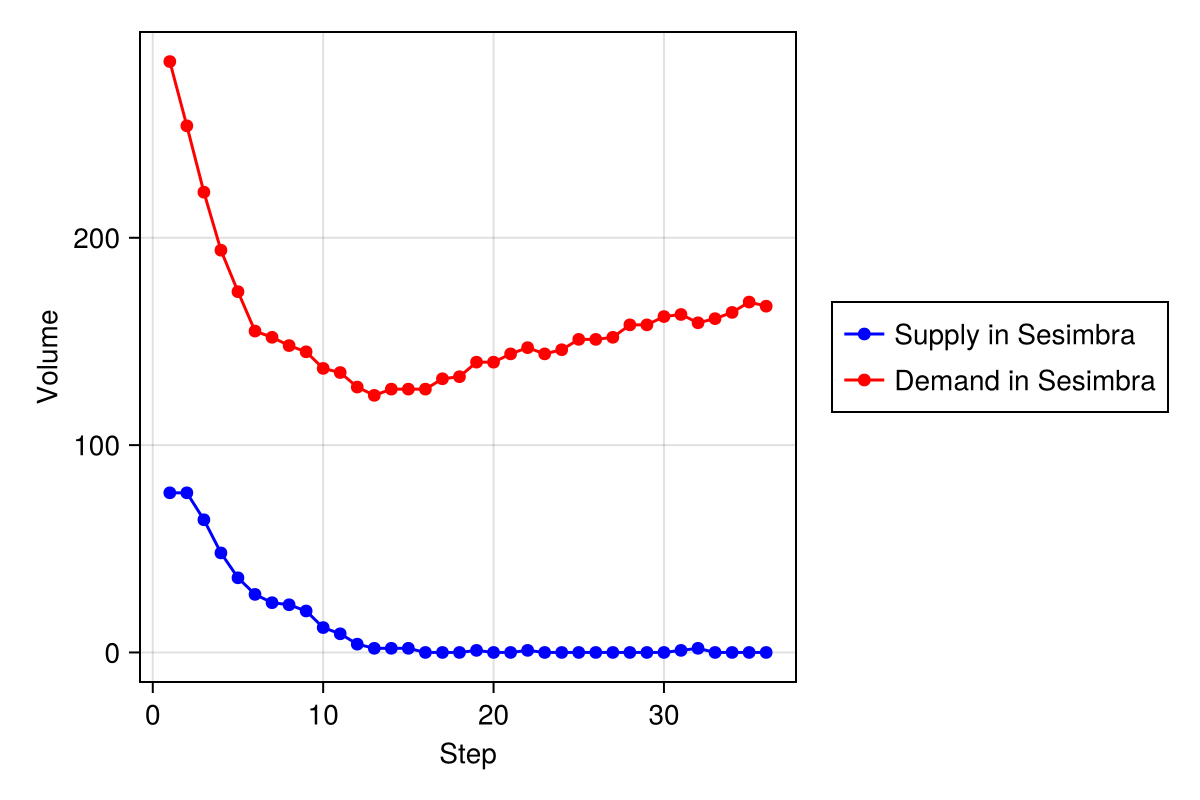 Volume
200
100
0
0 10 20 30
Step
Supply in Sesimbra
Demand in Sesimbra